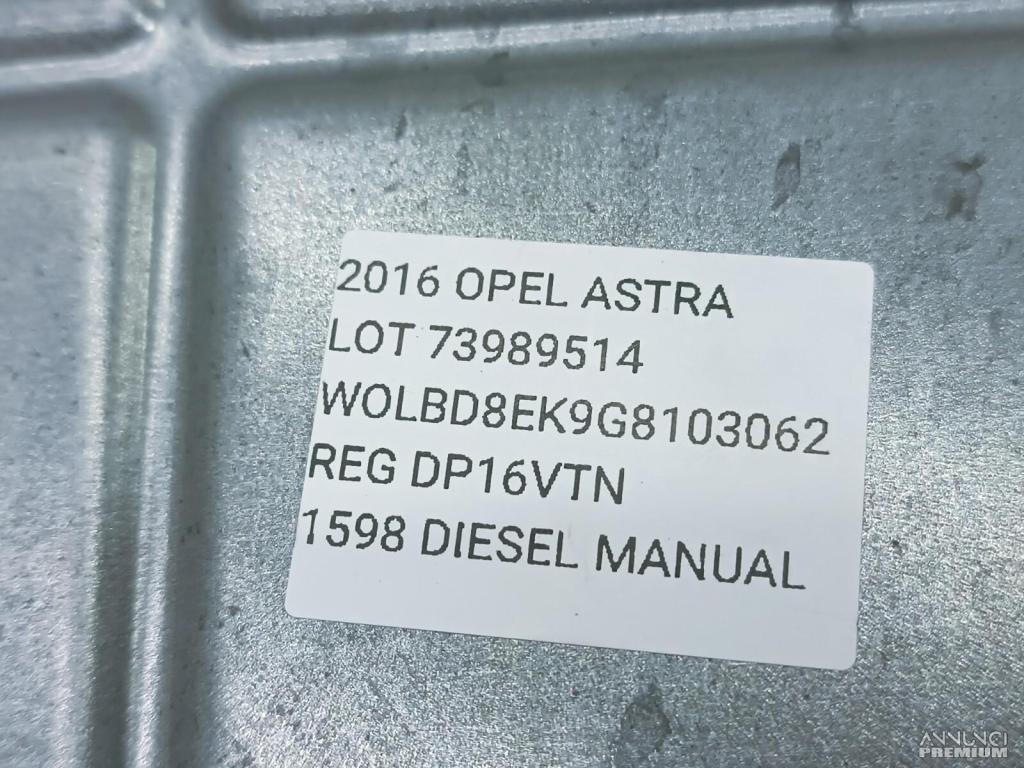 2016 OPEL ASTRA
LOT 73989514
WOLBD8EK9G8103062
REG DP16VTN
1598 DIESEL MANUAL
ANNUNCI
PREMIUM